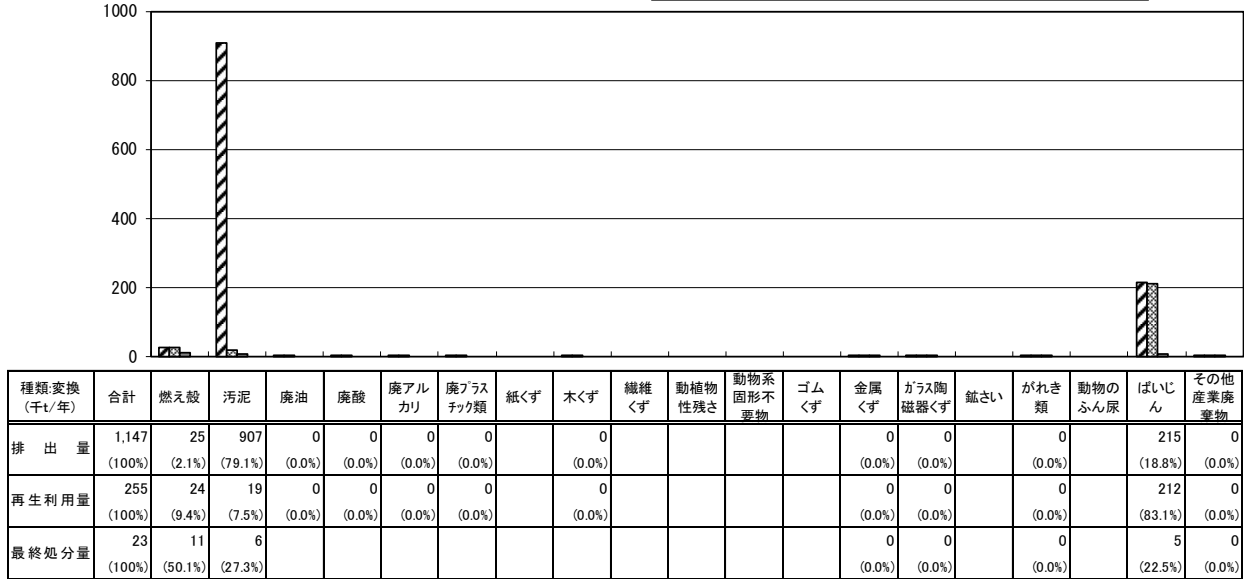 1000
800
600
400
200
0
種類:変換 (千t/年) 合計 燃え殻 汚泥 廃油 廃酸 廃アルカリ 廃プラスチック類 紙くず 木くず 繊維くず 動植物性残さ 動物系固形不要物 ゴムくず 金属くず ガラス陶磁器くず 鉱さい がれき類 動物のふん尿 ばいじん その他産業廃棄物
排出量 1,147 25 907 0 0 0 0 0 0 0 0 215 0
(100%) (2.1%) (79.1%) (0.0%) (0.0%) (0.0%) (0.0%) (0.0%) (0.0%) (0.0%) (0.0%) (18.8%) (0.0%)
再生利用量 255 24 19 0 0 0 0 0 0 0 0 212 0
(100%) (9.4%) (7.5%) (0.0%) (0.0%) (0.0%) (0.0%) (0.0%) (0.0%) (0.0%) (0.0%) (83.1%) (0.0%)
最終処分量 23 11 6 0 0 0 5 0
(100%) (50.1%) (27.3%) (0.0%) (0.0%) (0.0%) (22.5%) (0.0%)